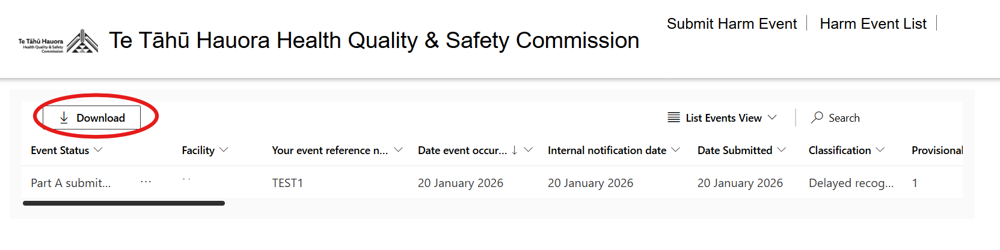 Submit Harm Event | Harm Event List |
Te Tāhū Hauora
Health Quality & Safety
Commission
Te Tāhū Hauora Health Quality & Safety Commission
Download
List Events View
Search
Event Status Facility Your event reference n... Date event occur... ↓ Internal notification date Date Submitted Classification Provisional
Part A submit... ... TEST1 20 January 2026 20 January 2026 20 January 2026 Delayed recog... 1